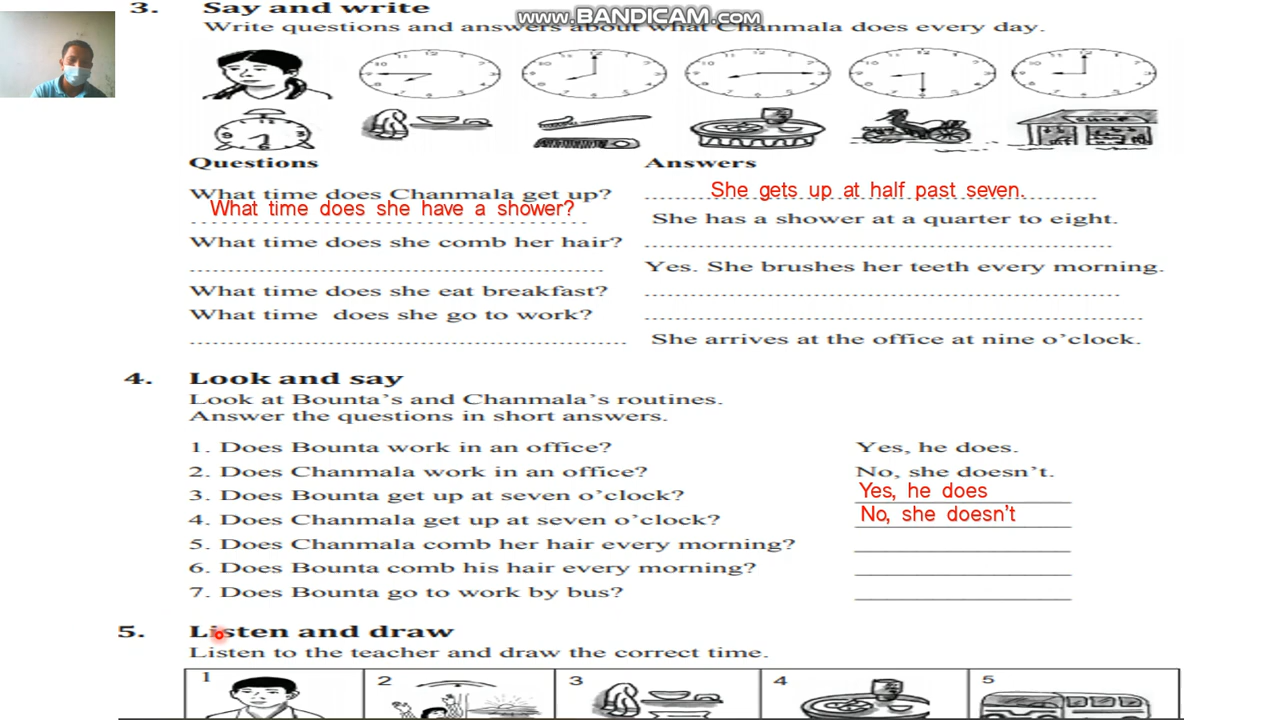 www.BANDICAM.com
3. Say and write
Write questions and answers about what Chanmala does every day.
Questions Answers
What time does Chanmala get up? She gets up at half past seven.
What time does she have a shower? She has a shower at a quarter to eight.
What time does she comb her hair?
Yes. She brushes her teeth every morning.
What time does she eat breakfast?
What time does she go to work?
She arrives at the office at nine o'clock.
4. Look and say
Look at Bounta's and Chanmala's routines.
Answer the questions in short answers.
1. Does Bounta work in an office? Yes, he does.
2. Does Chanmala work in an office? No, she doesn't.
3. Does Bounta get up at seven o'clock? Yes, he does
4. Does Chanmala get up at seven o'clock? No, she doesn't
5. Does Chanmala comb her hair every morning?
6. Does Bounta comb his hair every morning?
7. Does Bounta go to work by bus?
5. Listen and draw
Listen to the teacher and draw the correct time.
1 2 3 4 5